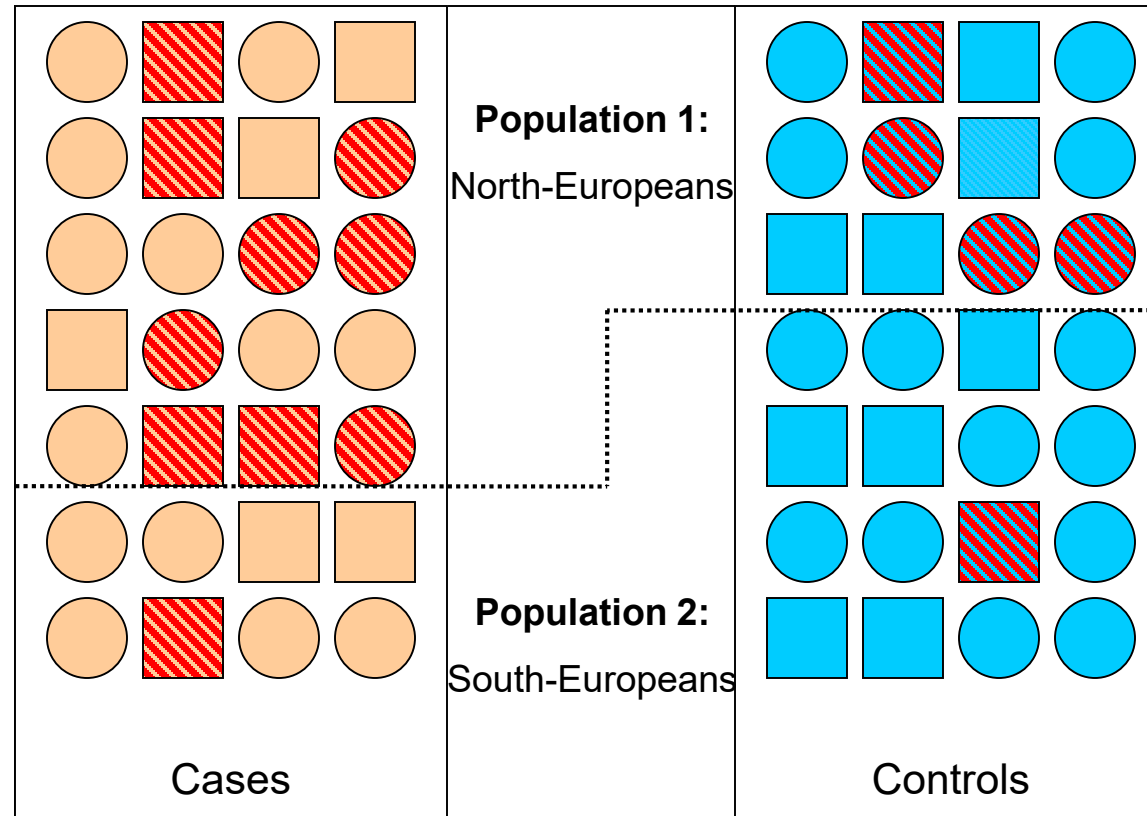 Population 1:
North-Europeans
Population 2:
South-Europeans
Cases
Controls